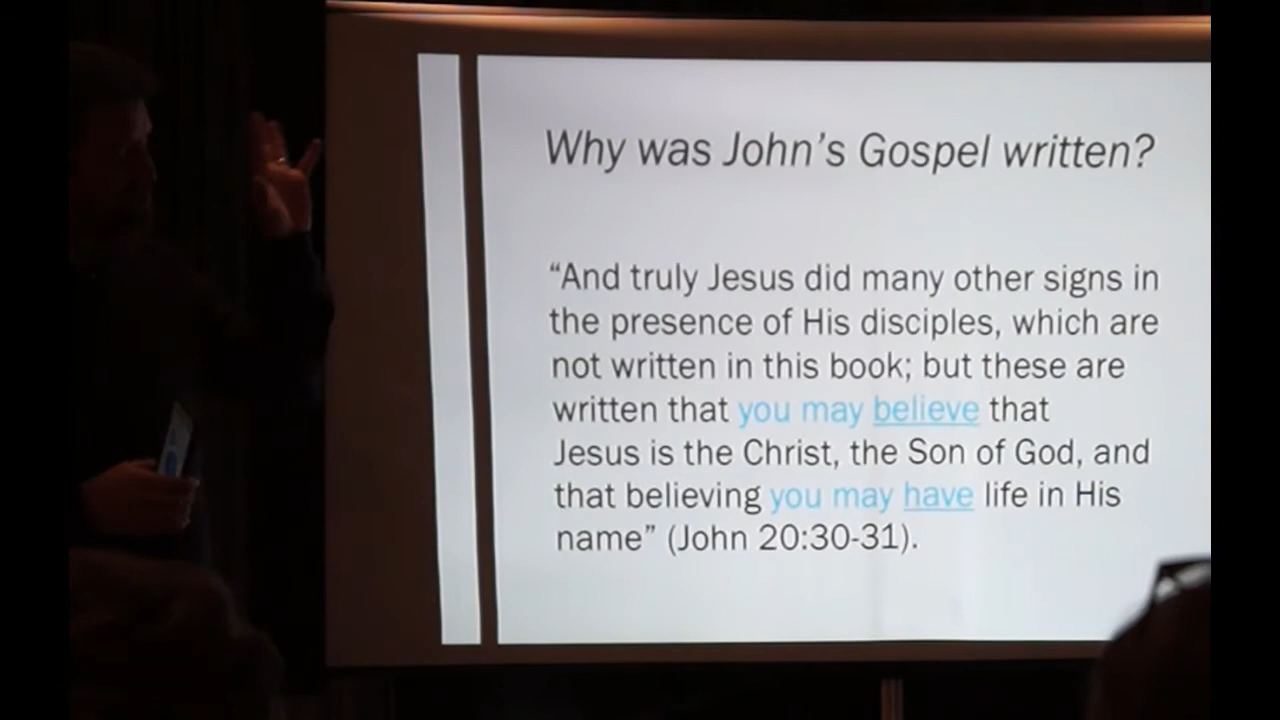 Why was John’s Gospel written?
“And truly Jesus did many other signs in
the presence of His disciples, which are
not written in this book; but these are
written that you may believe that
Jesus is the Christ, the Son of God, and
that believing you may have life in His
name” (John 20:30-31).